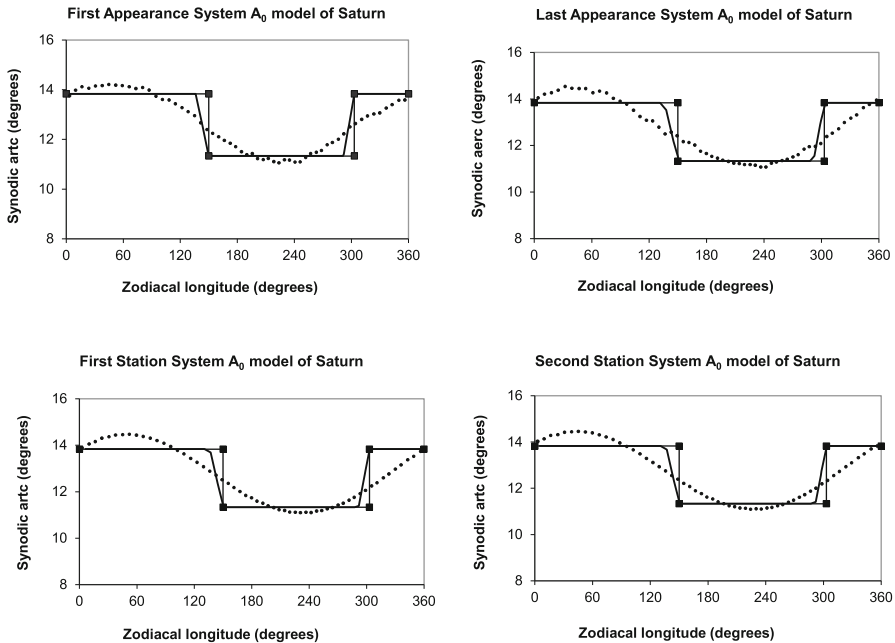 First Appearance System A₀ model of Saturn
16
14
12
10
8
Synodic artc (degrees)
0 60 120 180 240 300 360
Zodiacal longitude (degrees)
Last Appearance System A₀ model of Saturn
16
14
12
10
8
Synodic aerc (degrees)
0 60 120 180 240 300 360
Zodiacal longitude (degrees)
First Station System A₀ model of Saturn
16
14
12
10
8
Synodic artc (degrees)
0 60 120 180 240 300 360
Zodiacal longitude (degrees)
Second Station System A₀ model of Saturn
16
14
12
10
8
Synodic artc (degrees)
0 60 120 180 240 300 360
Zodiacal longitude (degrees)